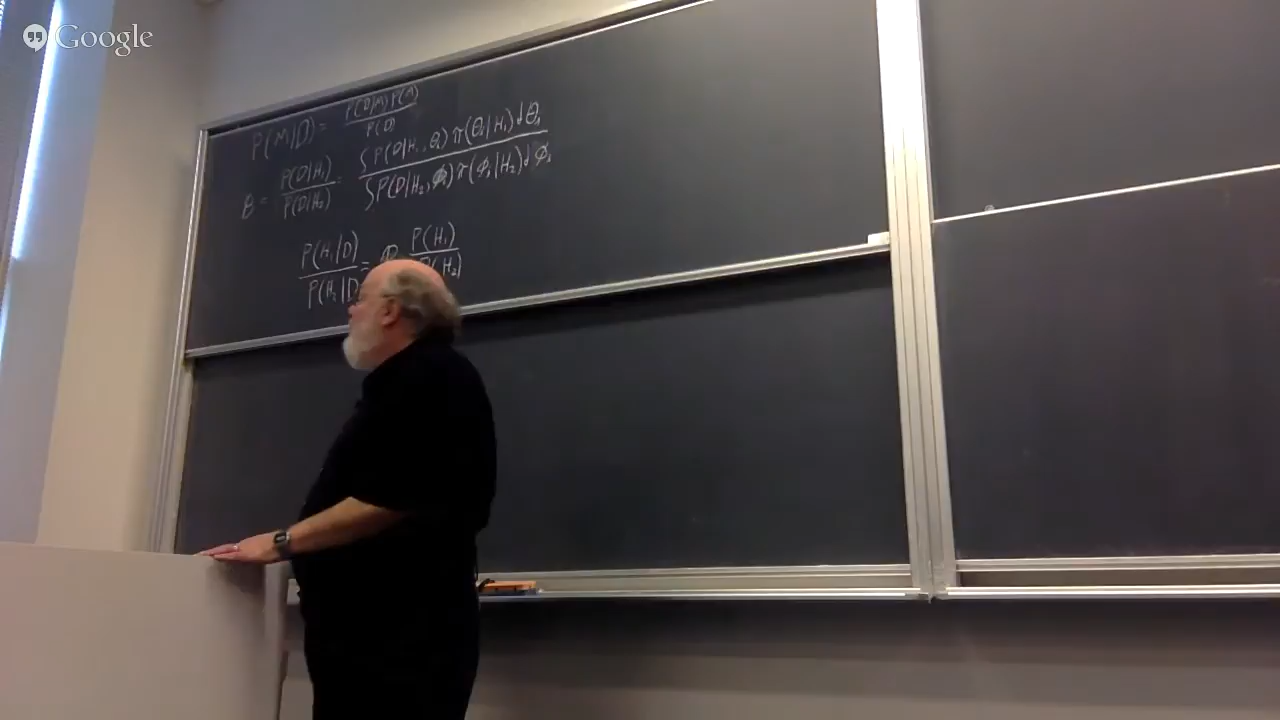 Google
P(M|D) = P(D|M) P(M) / P(D)
B = P(D|H₁) / P(D|H₂) = ∫P(D|H₁, θ₁) π(θ₁|H₁) dθ₁ / ∫P(D|H₂, Φ₂) π(Φ₂|H₂) dΦ₂
P(H₁|D) / P(H₂|D = P(H₁) / P(H₂)